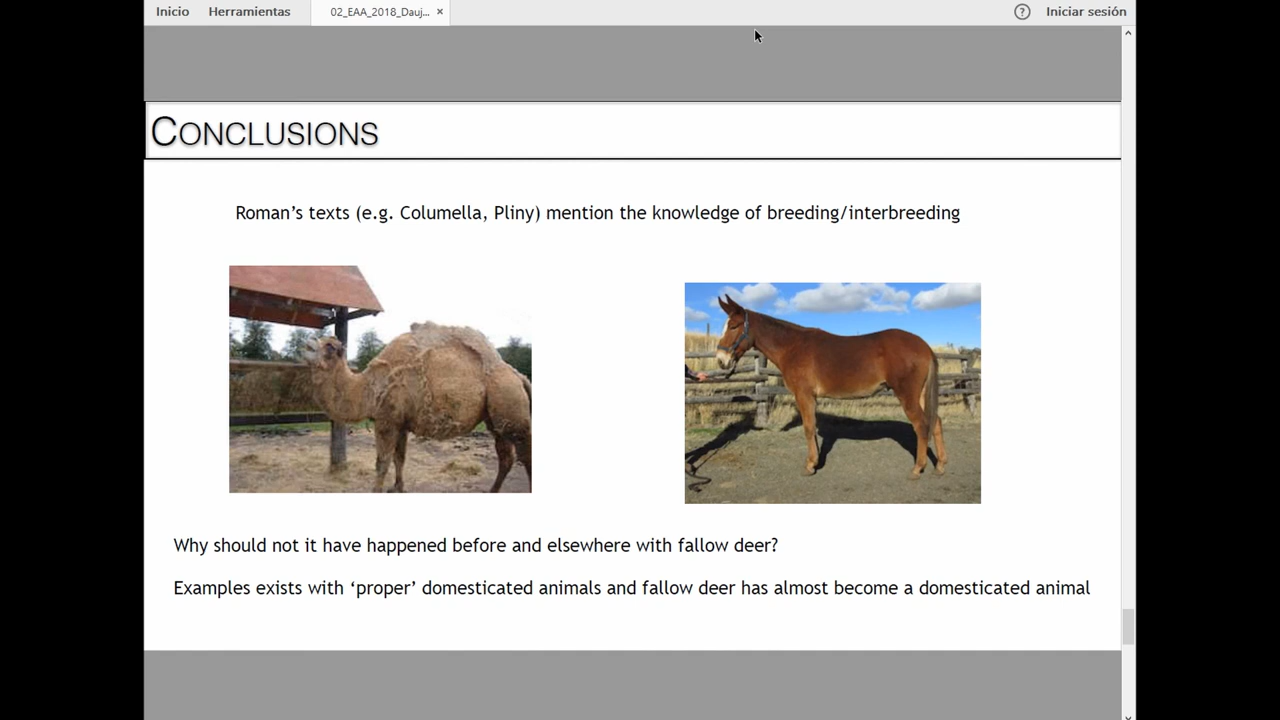 Inicio Herramientas 02_EAA_2018_Dauj... × ? Iniciar sesión
CONCLUSIONS
Roman’s texts (e.g. Columella, Pliny) mention the knowledge of breeding/interbreeding
Why should not it have happened before and elsewhere with fallow deer?
Examples exists with ‘proper’ domesticated animals and fallow deer has almost become a domesticated animal